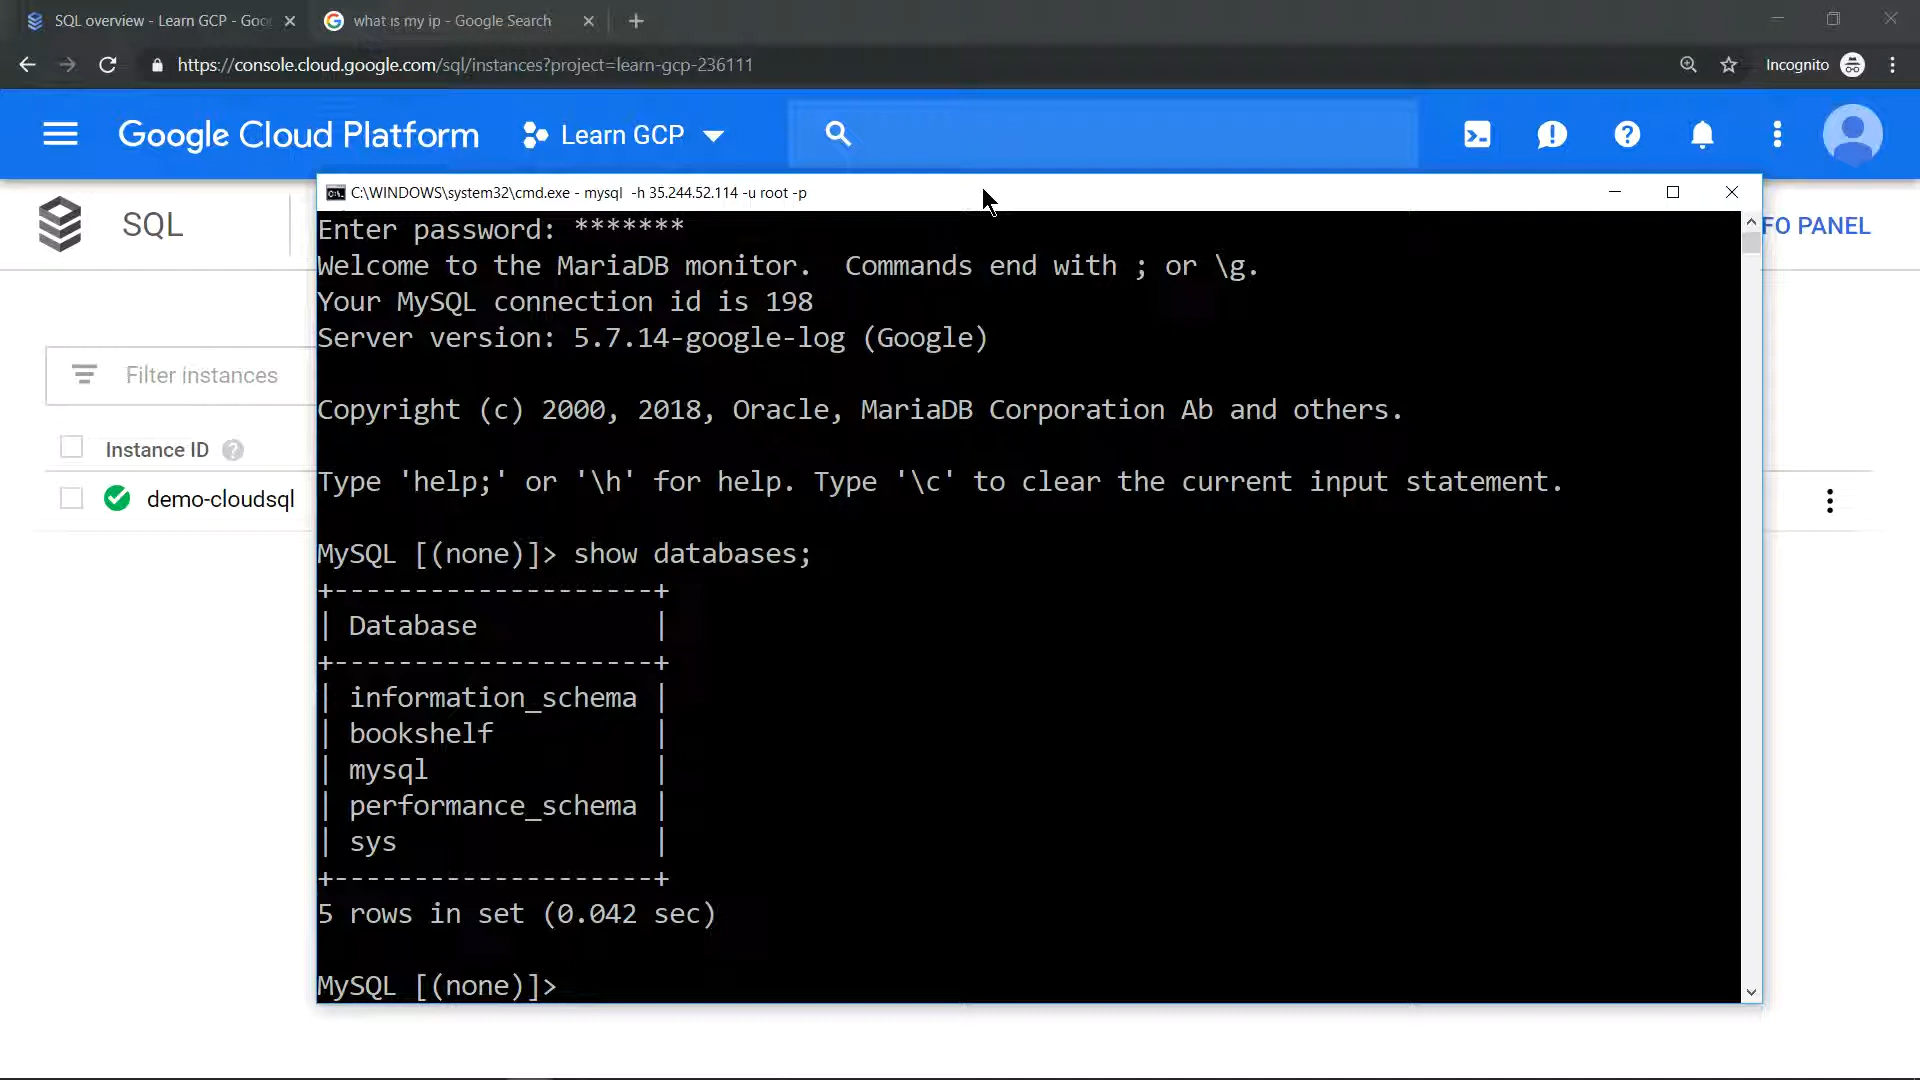 SQL overview - Learn GCP - Goo
what is my ip - Google Search
https://console.cloud.google.com/sql/instances?project=learn-gcp-236111
Incognito
Google Cloud Platform
Learn GCP
SQL
FO PANEL
C:\WINDOWS\system32\cmd.exe - mysql  -h 35.244.52.114 -u root -p
Enter password: *******
Welcome to the MariaDB monitor.  Commands end with ; or \g.
Your MySQL connection id is 198
Server version: 5.7.14-google-log (Google)
Copyright (c) 2000, 2018, Oracle, MariaDB Corporation Ab and others.
Type 'help;' or '\h' for help. Type '\c' to clear the current input statement.
MySQL [(none)]> show databases;
+--------------------+
| Database           |
+--------------------+
| information_schema |
| bookshelf          |
| mysql              |
| performance_schema |
| sys                |
+--------------------+
5 rows in set (0.042 sec)
MySQL [(none)]>
Filter instances
Instance ID
demo-cloudsql